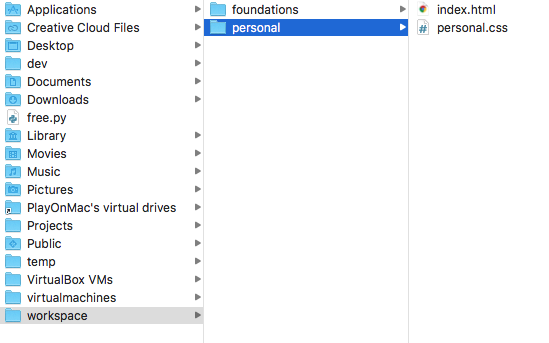 Applications
Creative Cloud Files
Desktop
dev
Documents
Downloads
free.py
Library
Movies
Music
Pictures
PlayOnMac's virtual drives
Projects
Public
temp
VirtualBox VMs
virtualmachines
workspace
foundations
personal
index.html
personal.css